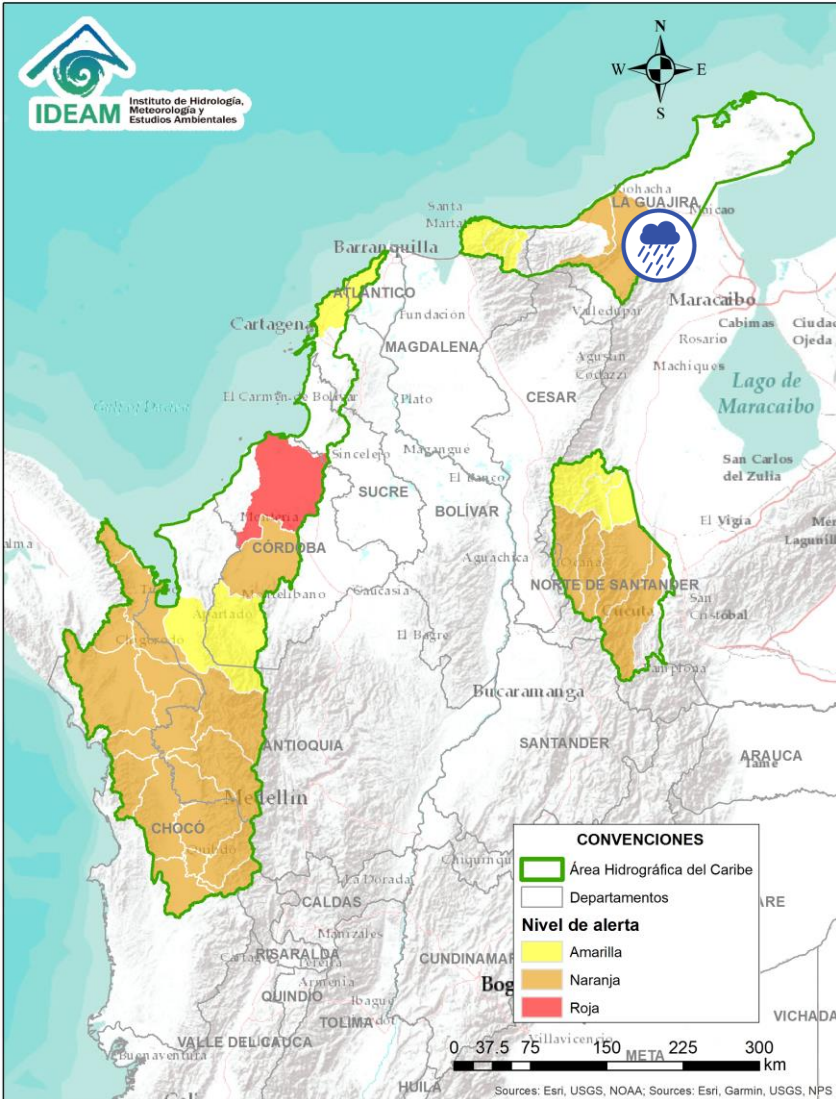 IDEAM
Instituto de Hidrología,
Meteorología y
Estudios Ambientales
N
W
E
S
LA GUAJIRA
Santa
Marta
Barranquilla
Maicao
ATLÁNTICO
Maracaibo
Cartagena
Fundación
Valledupar
Cabimas
Ciudad
Ojeda
Rosario
MAGDALENA
Agustín
Codazzi
Machiques
CESAR
Lago de
Maracaibo
El Carmen de Bolívar
Plato
Sincelejo
Magangué
San Carlos
del Zulia
El Banco
SUCRE
BOLÍVAR
El Vigía
CÓRDOBA
Aguachica
Ocaña
NORTE DE SANTANDER
Montelíbano
Caucasia
San
Cristóbal
Apartadó
Cúcuta
El Bagre
Pamplona
Bucaramanga
ANTIOQUIA
SANTANDER
ARAUCA
Tame
Medellín
CHOCÓ
Quibdó
La Dorada
CALDAS
Manizales
RISARALDA
Pereira
CUNDINAMAR
Armenia
QUINDÍO
Ibagué
Bog
TOLIMA
VICHADA
VALLE DEL CAUCA
Villavicencio
Buenaventura
META
HUILA
CONVENCIONES
Área Hidrográfica del Caribe
Departamentos
Nivel de alerta
Amarilla
Naranja
Roja
0 37.5 75 150 225 300
km
Sources: Esri, USGS, NOAA; Sources: Esri, Garmin, USGS, NPS